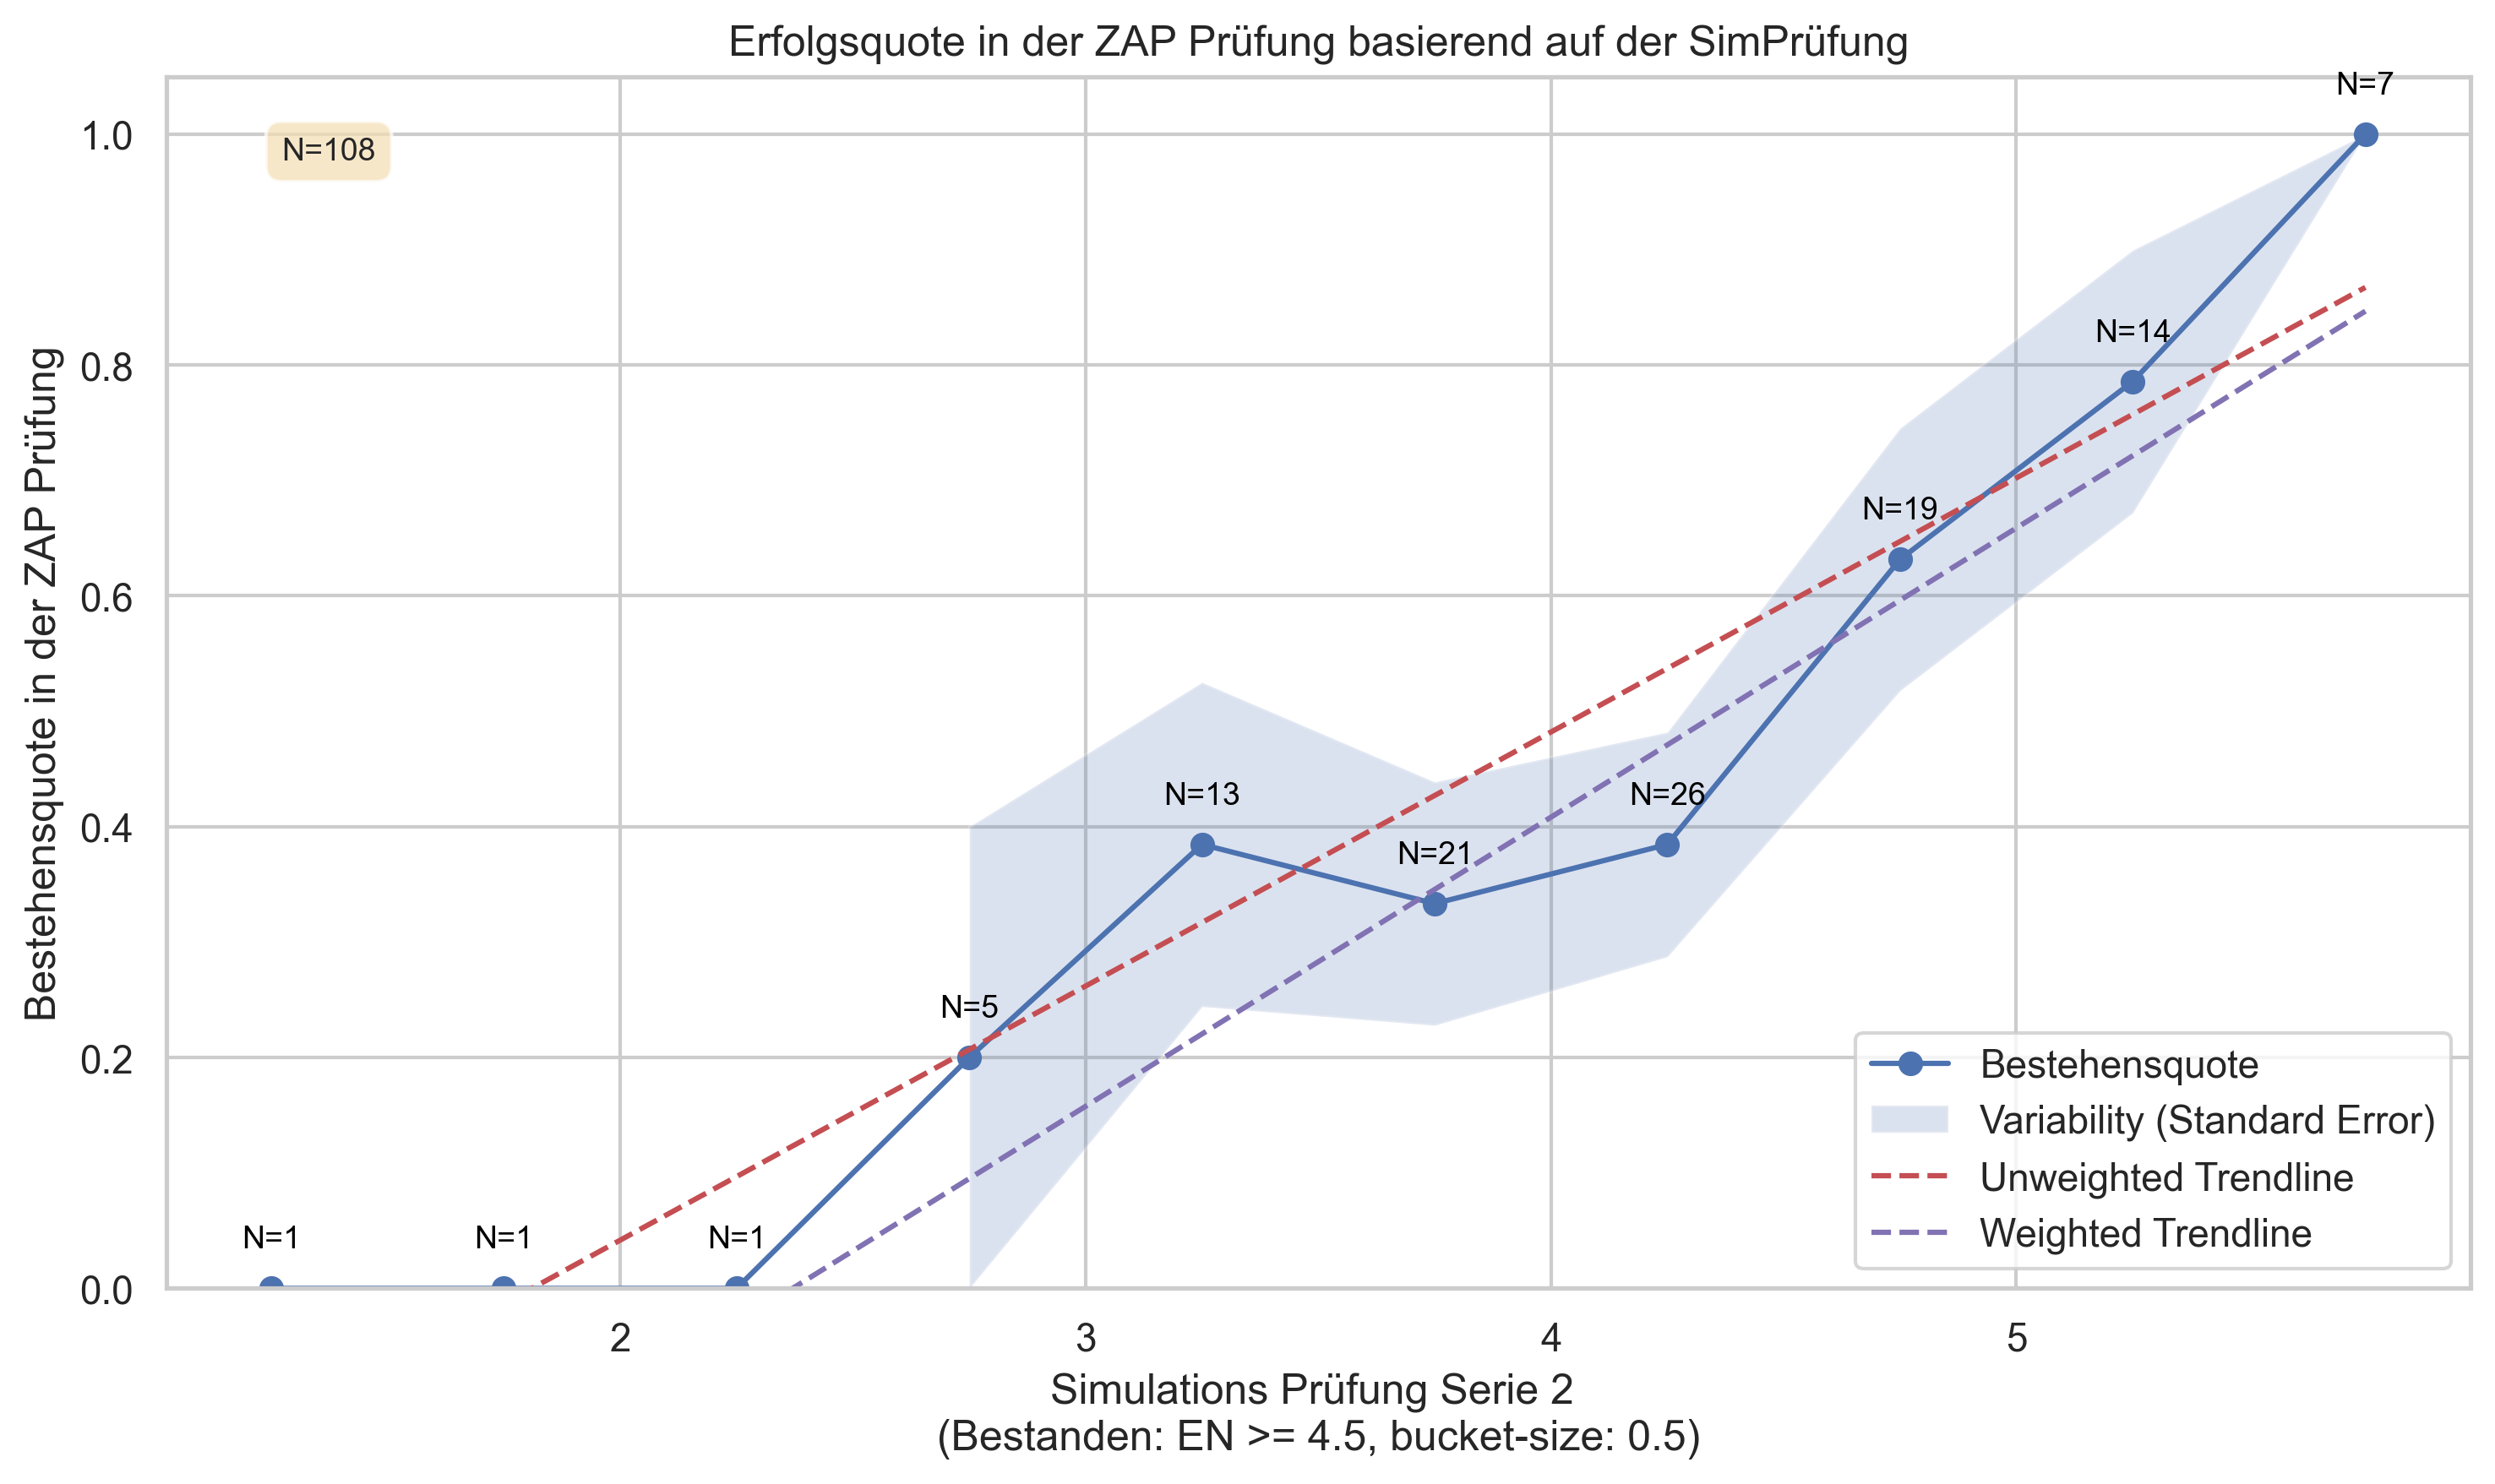 Erfolgsquote in der ZAP Prüfung basierend auf der SimPrüfung
N=108
N=7
N=14
N=19
N=26
N=21
N=13
N=5
N=1
N=1
N=1
1.0
0.8
0.6
0.4
0.2
0.0
Bestehensquote in der ZAP Prüfung
Bestehensquote
Variability (Standard Error)
Unweighted Trendline
Weighted Trendline
2
3
4
5
Simulations Prüfung Serie 2
(Bestanden: EN >= 4.5, bucket-size: 0.5)